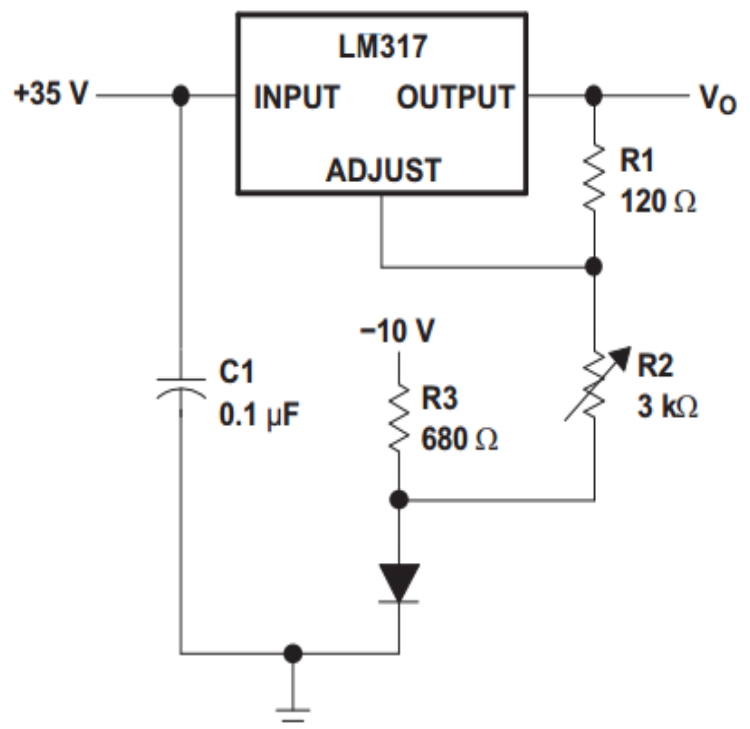 LM317
+35 V
INPUT
OUTPUT
VO
ADJUST
R1
120 Ω
−10 V
R2
3 kΩ
C1
0.1 µF
R3
680 Ω